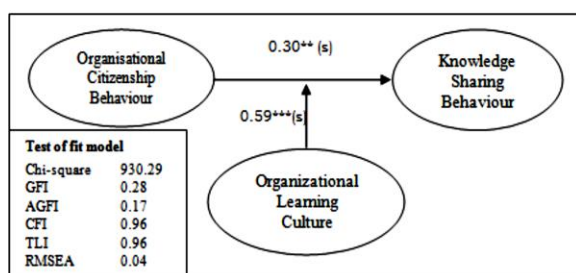 Organisational
Citizenship
Behaviour
0.30** (s)
Knowledge
Sharing
Behaviour
0.59***(s)
Organizational
Learning
Culture
Test of fit model
Chi-square 930.29
GFI 0.28
AGFI 0.17
CFI 0.96
TLI 0.96
RMSEA 0.04